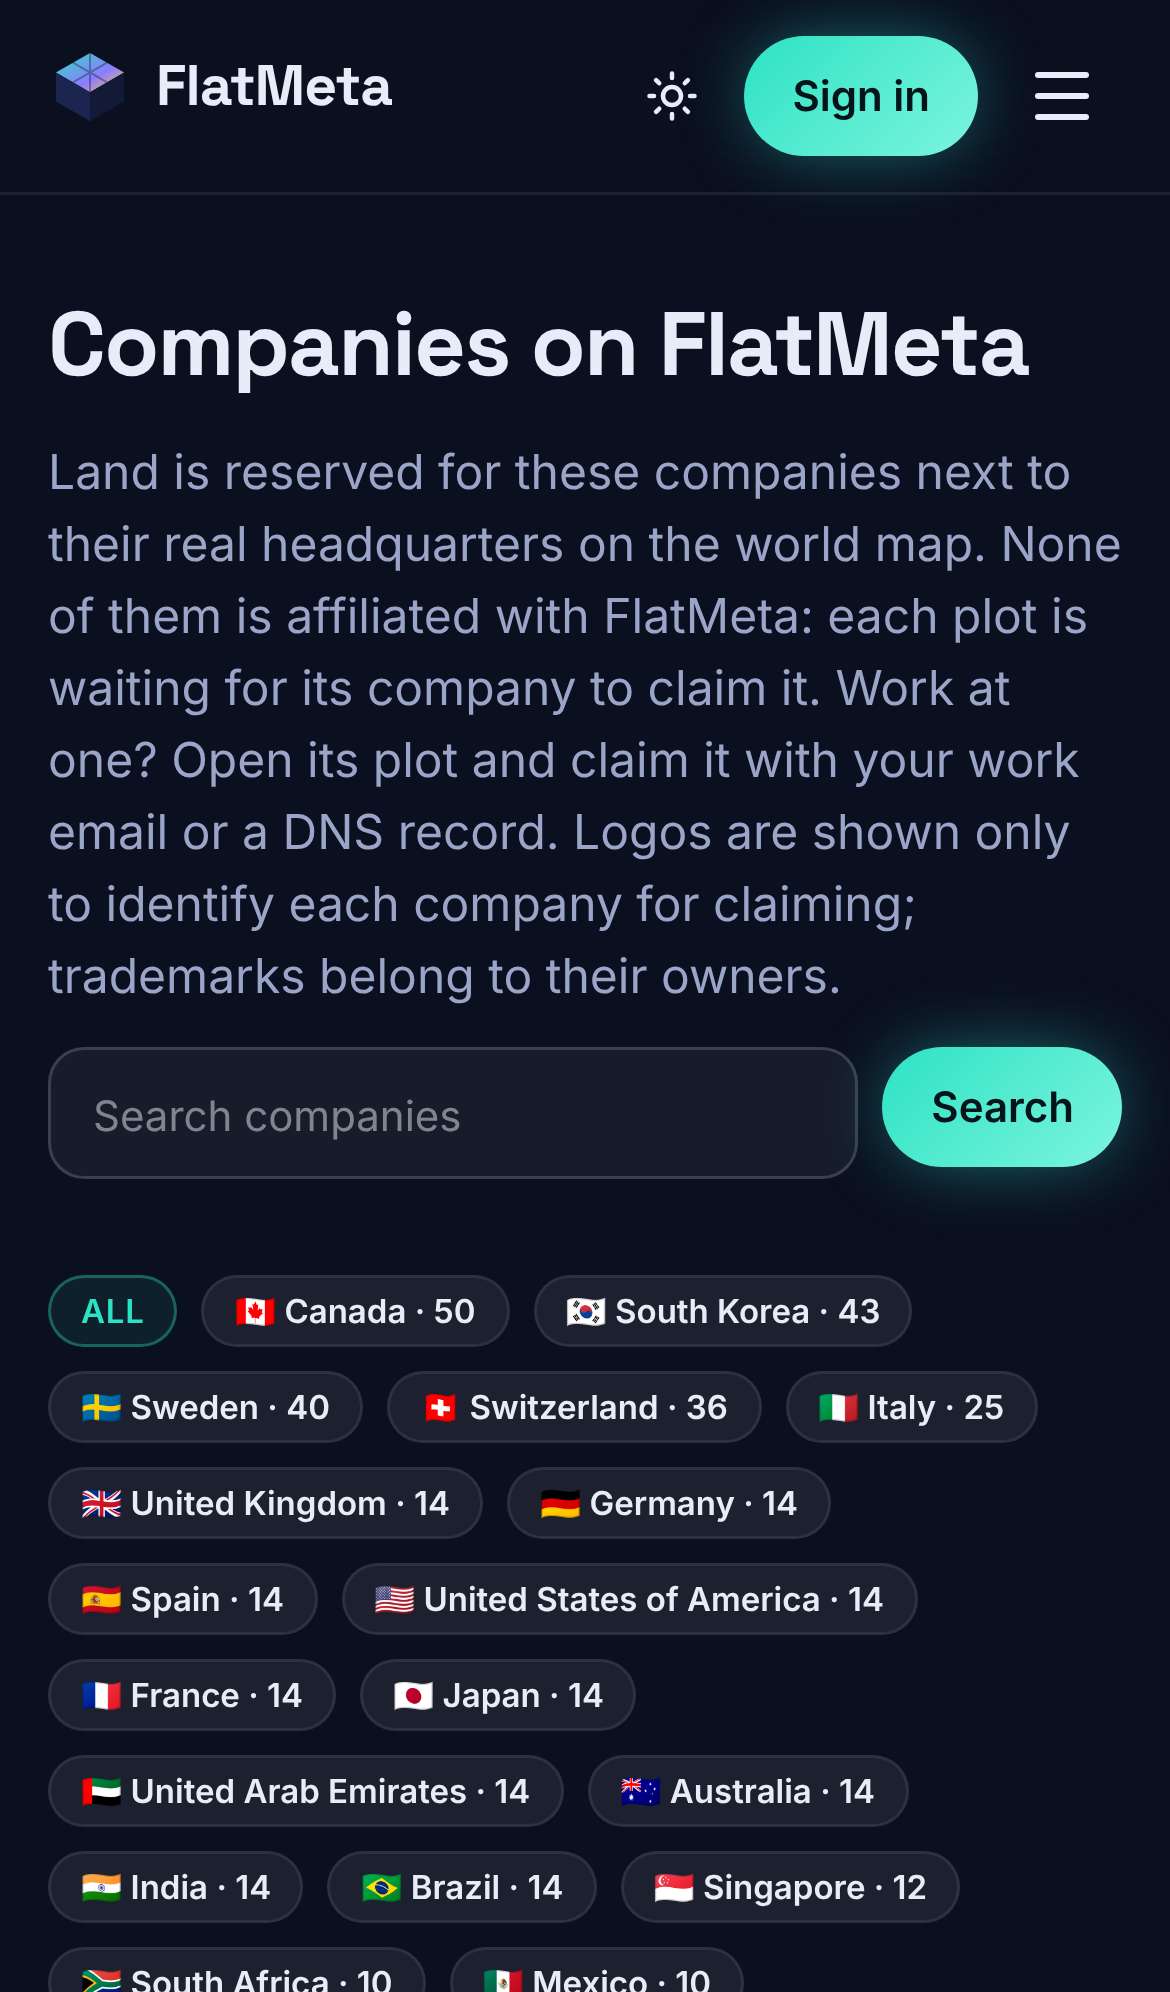 FlatMeta
Sign in
Companies on FlatMeta
Land is reserved for these companies next to
their real headquarters on the world map. None
of them is affiliated with FlatMeta: each plot is
waiting for its company to claim it. Work at
one? Open its plot and claim it with your work
email or a DNS record. Logos are shown only
to identify each company for claiming;
trademarks belong to their owners.
Search companies
Search
ALL
Canada · 50
South Korea · 43
Sweden · 40
Switzerland · 36
Italy · 25
United Kingdom · 14
Germany · 14
Spain · 14
United States of America · 14
France · 14
Japan · 14
United Arab Emirates · 14
Australia · 14
India · 14
Brazil · 14
Singapore · 12
South Africa · 10
Mexico · 10